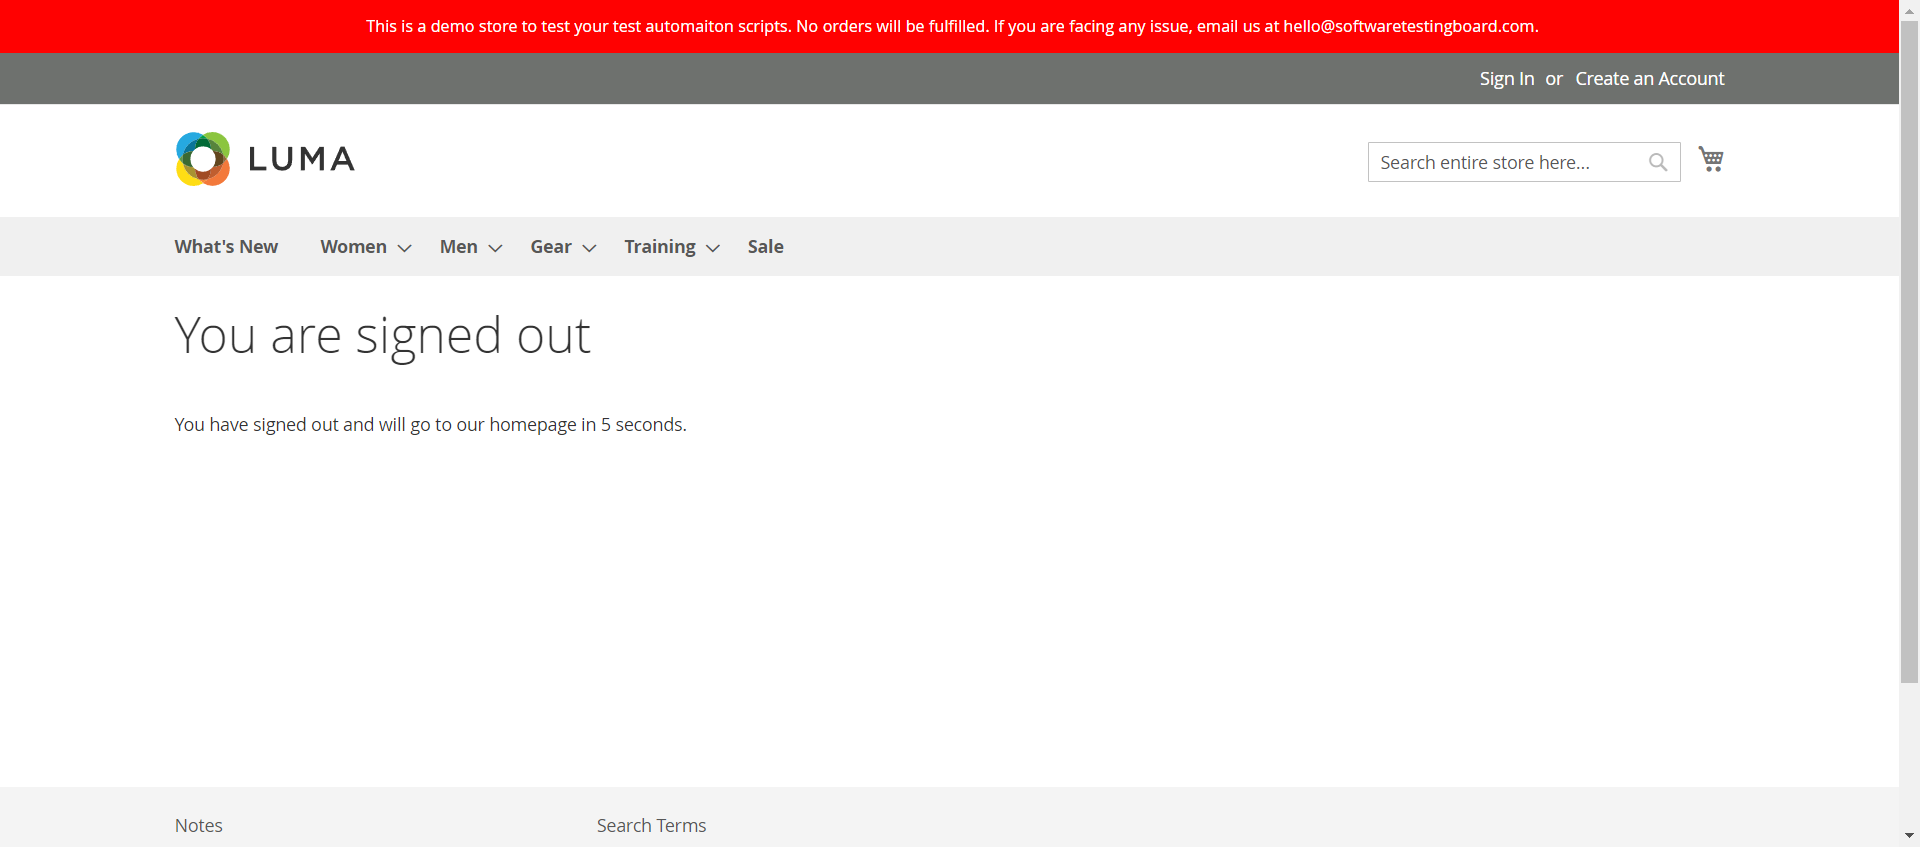 This is a demo store to test your test automaiton scripts. No orders will be fulfilled. If you are facing any issue, email us at hello@softwaretestingboard.com.
Sign In or Create an Account
LUMA
Search entire store here...
What's New Women Men Gear Training Sale
You are signed out
You have signed out and will go to our homepage in 5 seconds.
Notes Search Terms